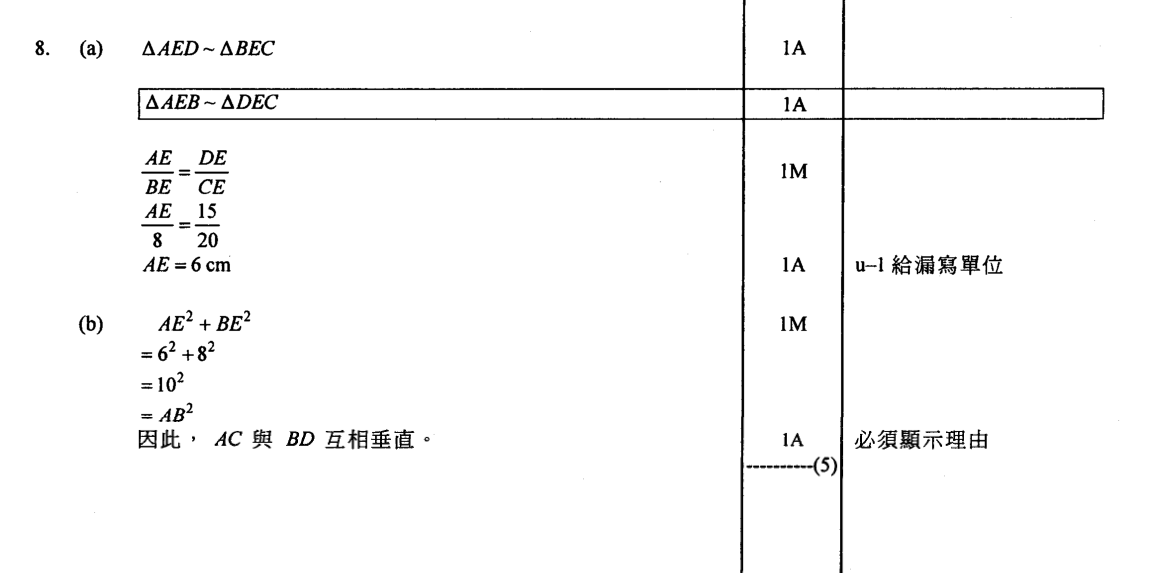 8. (a) ΔAED ~ ΔBEC 1A
ΔAEB ~ ΔDEC 1A
AE/BE = DE/CE 1M
AE/8 = 15/20
AE = 6 cm 1A u–1 給漏寫單位
(b) AE² + BE² 1M
= 6² + 8²
= 10²
= AB²
因此， AC 與 BD 互相垂直。 1A 必須顯示理由
----------(5)